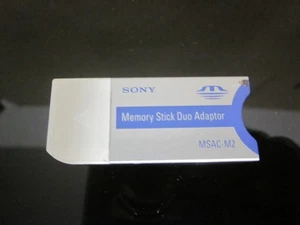 SONY
Memory Stick Duo Adaptor
MSAC-M2